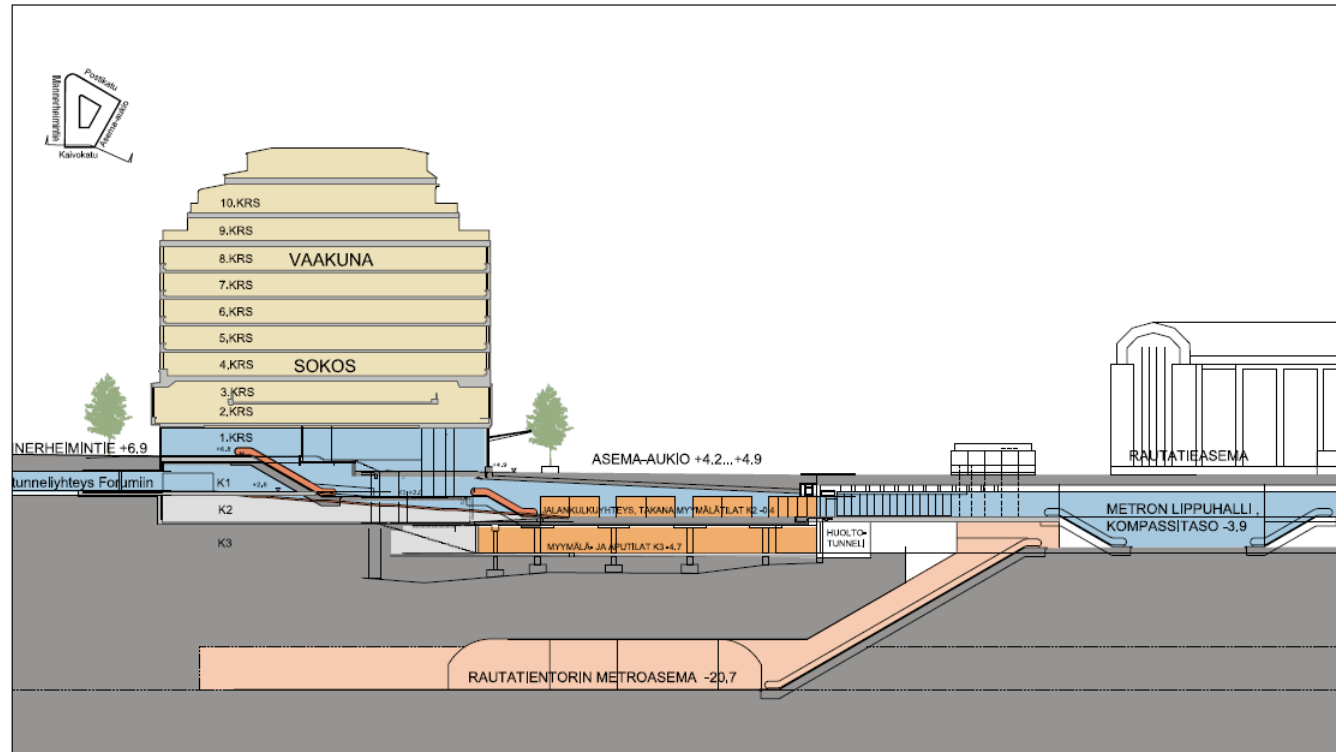 Postikatu
Mannerheimintie
Asema-aukio
Kaivokatu
10.KRS
9.KRS
8.KRS
VAAKUNA
7.KRS
6.KRS
5.KRS
4.KRS
SOKOS
3.KRS
2.KRS
1.KRS
NERHEIMINTIE +6.9
ASEMA-AUKIO +4.2...+4.9
+4.9
RAUTATIEASEMA
tunneliyhteys Forumiin
K1
K2
JALANKULKUYHTEYS, TAKANA MYYMÄLÄTILAT K2 -0.4
METRON LIPPUHALLI ,
KOMPASSITASO -3,9
K3
MYYMÄLÄ- JA APUTILAT K3 -4.7
HUOLTO-
TUNNELI
RAUTATIENTORIN METROASEMA -20,7